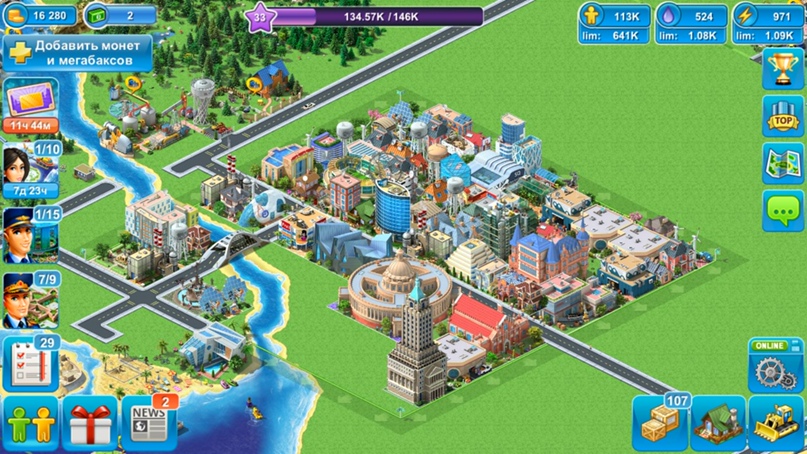 16 280
2
33
134.57K / 146K
113K
lim: 641K
524
lim: 1.08K
971
lim: 1.09K
Добавить монет
и мегабаксов
11ч 44м
1/10
7д 23ч
1/15
7/9
29
2
NEWS
TOP
ONLINE
107